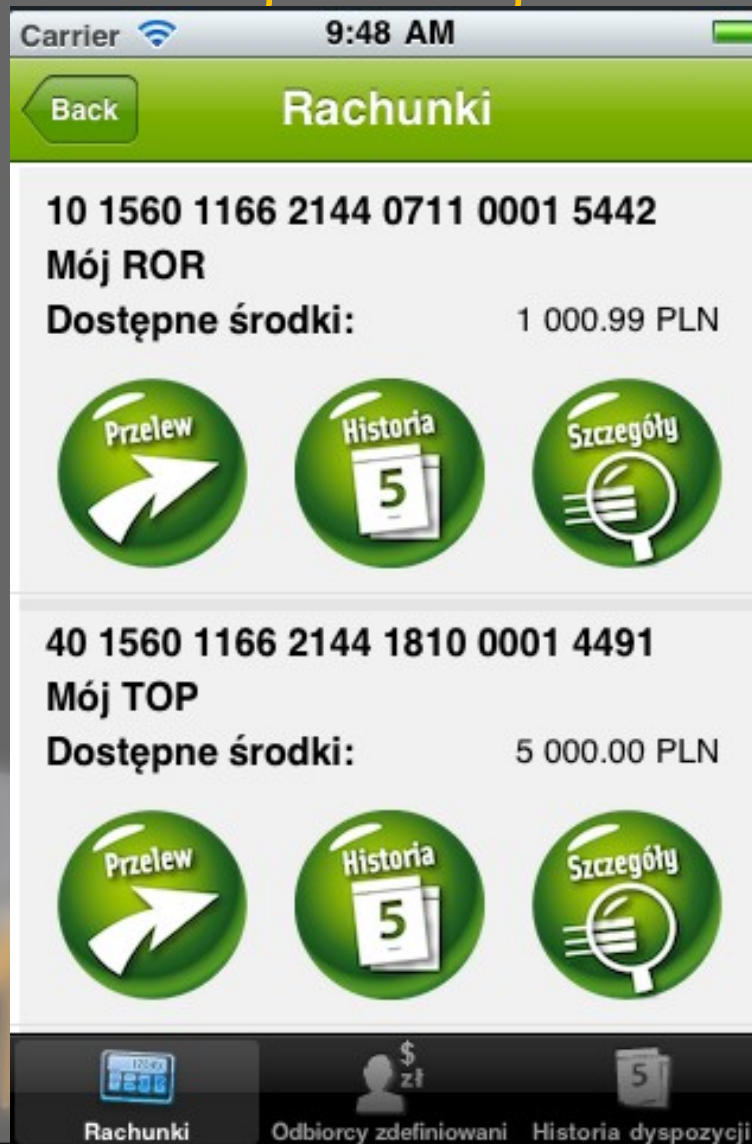 Carrier 9:48 AM
Back Rachunki
10 1560 1166 2144 0711 0001 5442
Mój ROR
Dostępne środki: 1 000.99 PLN
Przelew Historia Szczegóły
5
40 1560 1166 2144 1810 0001 4491
Mój TOP
Dostępne środki: 5 000.00 PLN
Przelew Historia Szczegóły
5
$
zł 5
Rachunki Odbiorcy zdefiniowani Historia dyspozycji